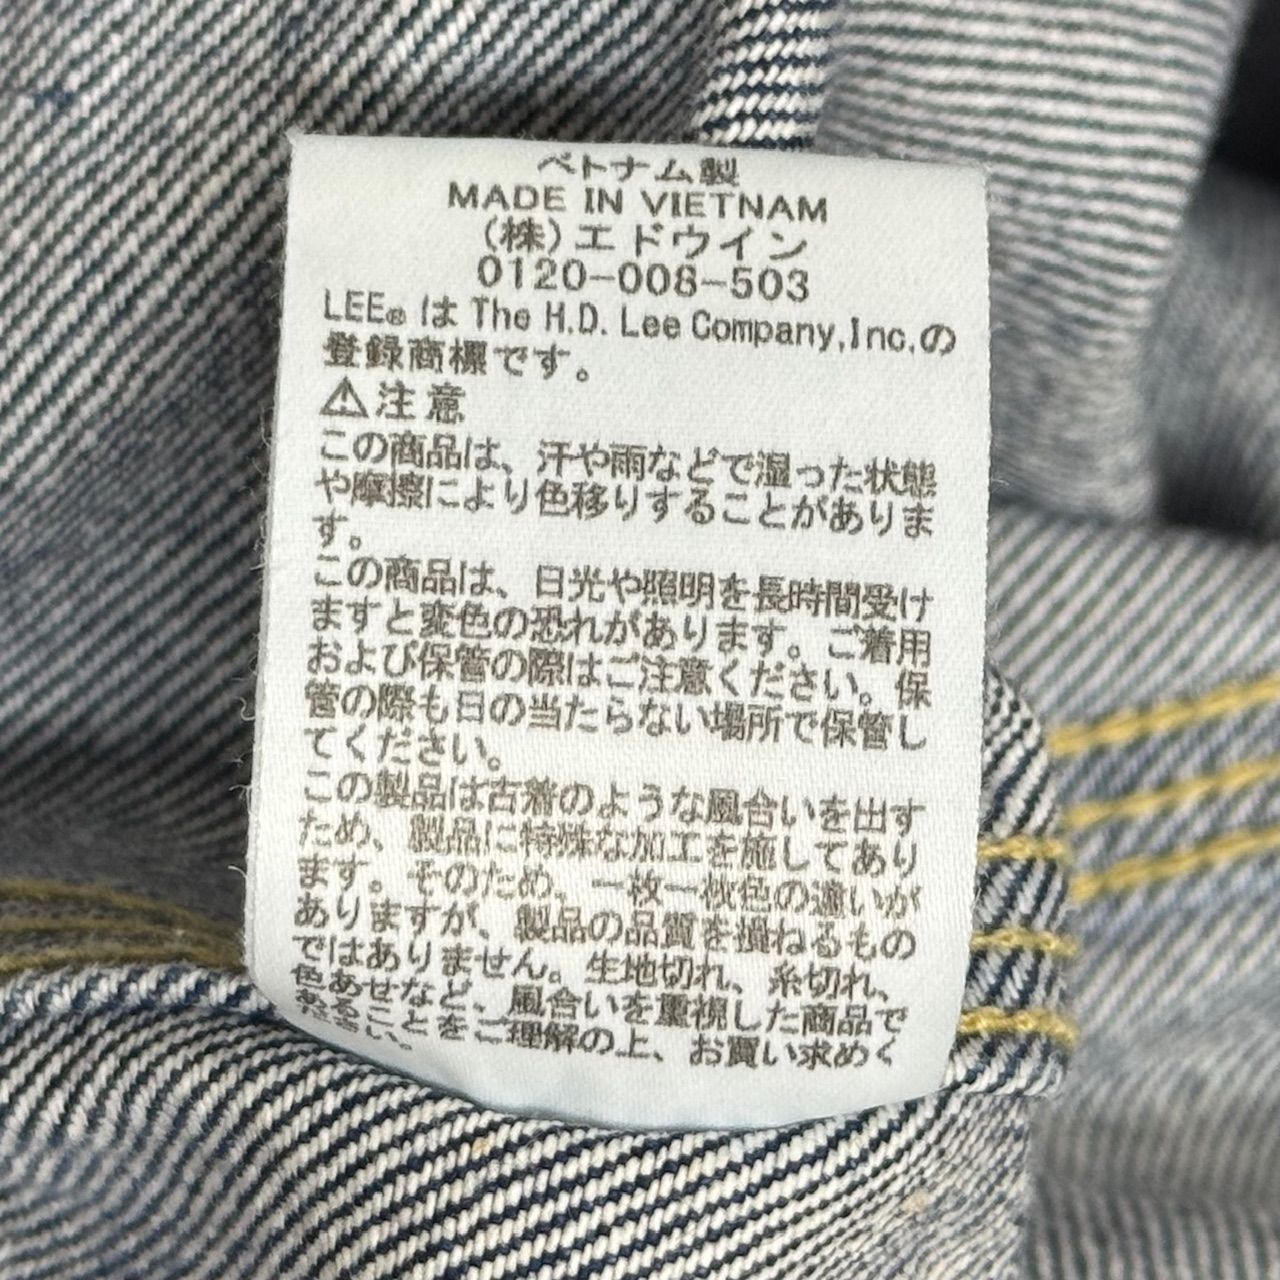 ベトナム製
MADE IN VIETNAM
(株)エドウイン
0120-008-503
LEE® は The H.D. Lee Company,Inc.の
登録商標です。
⚠注意
この商品は、汗や雨などで湿った状態
や摩擦により色移りすることがありま
す。
この商品は、日光や照明を長時間受け
ますと変色の恐れがあります。ご着用
および保管の際はご注意ください。保
管の際も日の当たらない場所で保管し
てください。
この製品は古着のような風合いを出す
ため、製品に特殊な加工を施してあり
ます。そのため、一枚一枚色の違いが
ありますが、製品の品質を損ねるもの
ではありません。生地切れ、糸切れ、
色あせなど、風合いを重視した商品で
あることをご理解の上、お買い求めく
ださい。